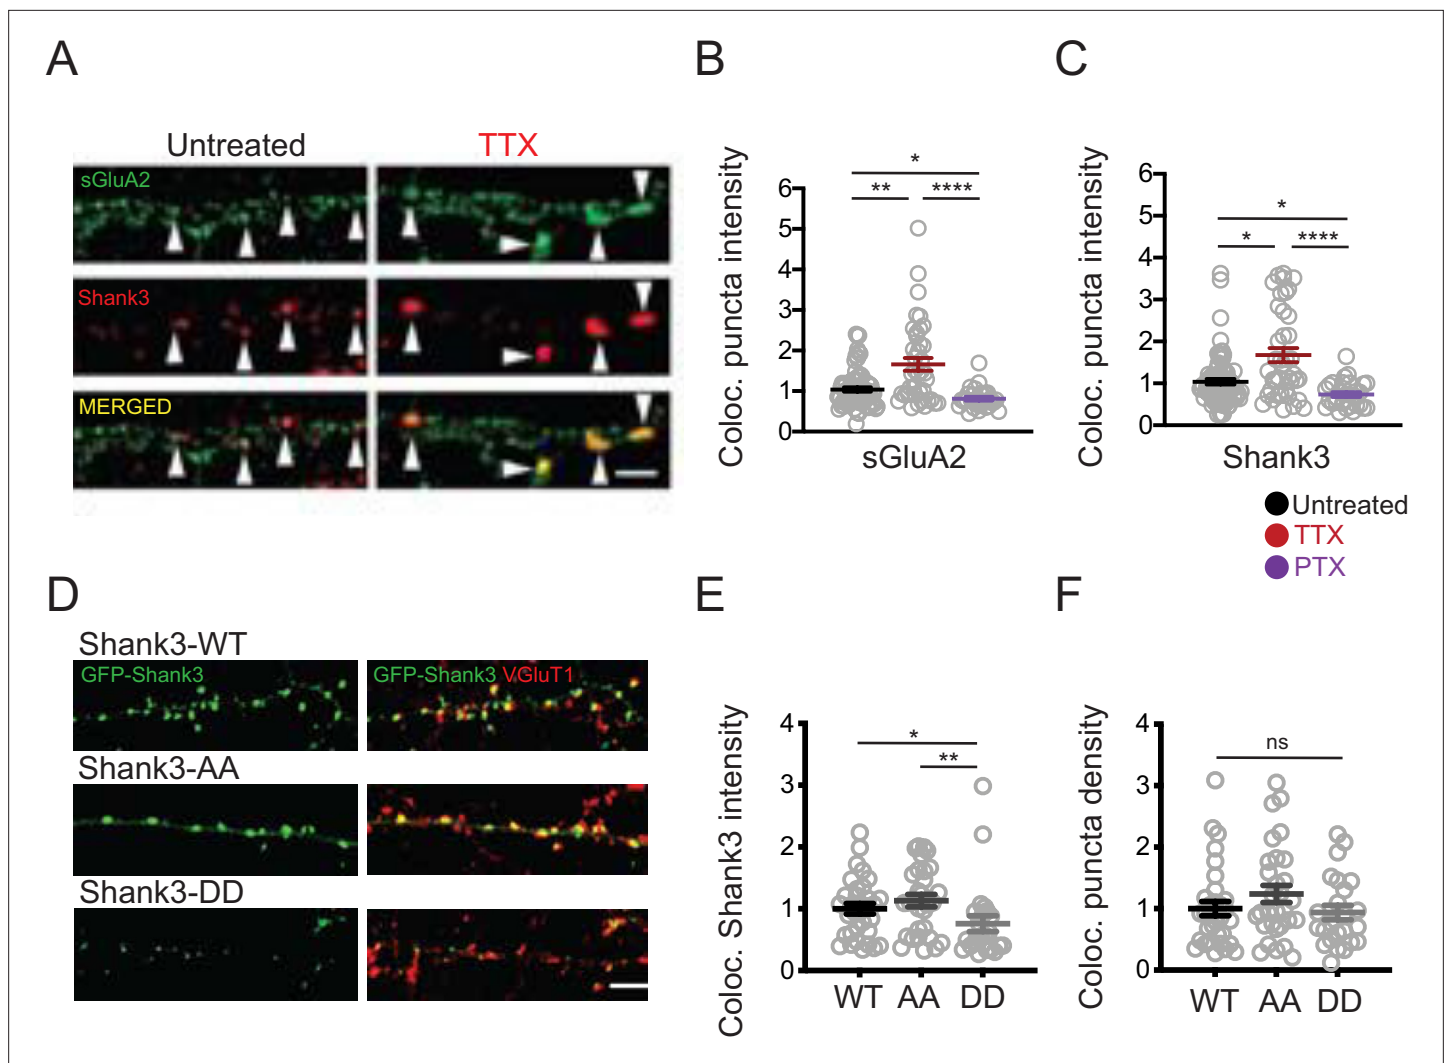 A
Untreated
TTX
sGluA2
Shank3
MERGED
B
Coloc. puncta intensity
6
5
4
3
2
1
0
*
** ****
sGluA2
C
Coloc. puncta intensity
6
5
4
3
2
1
0
*
* ****
Shank3
Untreated
TTX
PTX
D
Shank3-WT
GFP-Shank3
GFP-Shank3 VGluT1
Shank3-AA
Shank3-DD
E
Coloc. Shank3 intensity
4
3
2
1
0
*
**
WT AA DD
F
Coloc. puncta density
4
3
2
1
0
ns
WT AA DD